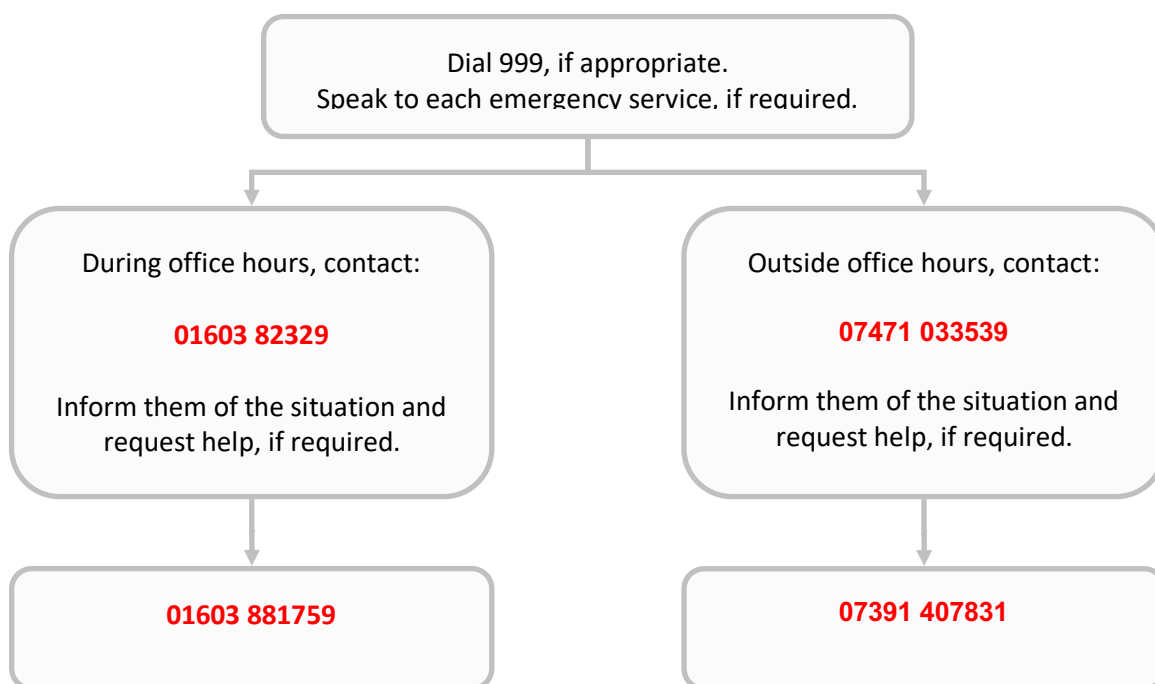 Dial 999, if appropriate.
Speak to each emergency service, if required.
During office hours, contact:
01603 82329
Inform them of the situation and
request help, if required.
Outside office hours, contact:
07471 033539
Inform them of the situation and
request help, if required.
01603 881759
07391 407831